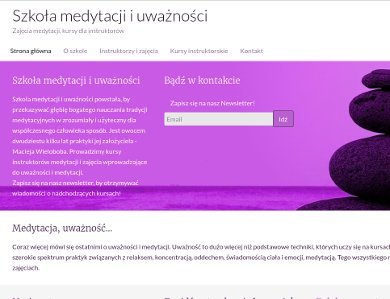 Szkoła medytacji i uważności
Zajęcia medytacji, kursy dla instruktorów
Strona główna O szkole Instruktorzy i zajęcia Kursy instruktorskie Kontakt
Szkoła medytacji i uważności
Szkoła medytacji i uważności powstała, by
przekazywać głębię bogatego nauczania tradycji
medytacyjnych w zrozumiały i użyteczny dla
współczesnego człowieka sposób. Jest owocem
dwudziestu kilku lat praktyki jej założyciela -
Macieja Wielobóba. Prowadzimy kursy
instruktorów medytacji i zajęcia wprowadzające
do uważności i medytacji.
Zapisz się na nasz newsletter, by otrzymywać
wiadomości o nadchodzących kursach!
Bądź w kontakcie
Zapisz się na nasz Newsletter!
Email
Idź
Medytacja, uważność...
Coraz więcej mówi się ostatnimi o uważności i medytacji. Uważność to dużo więcej niż podstawowe techniki, których uczy się na kursach
szerokie spektrum praktyk związanych z relaksem, koncentracją, oddechem, świadomością ciała i emocji, medytacją. Tego wszystkiego
zajęciach.